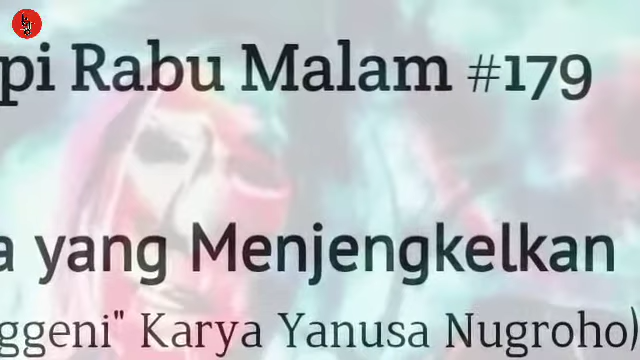 pi Rabu Malam #179
a yang Menjengkelkan
ggeni" Karya Yanusa Nugroho)